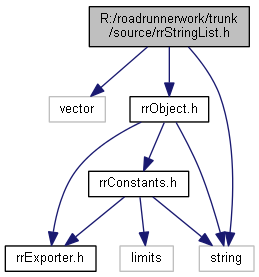 R:/roadrunnerwork/trunk
/source/rrStringList.h
vector
rrObject.h
rrConstants.h
rrExporter.h
limits
string